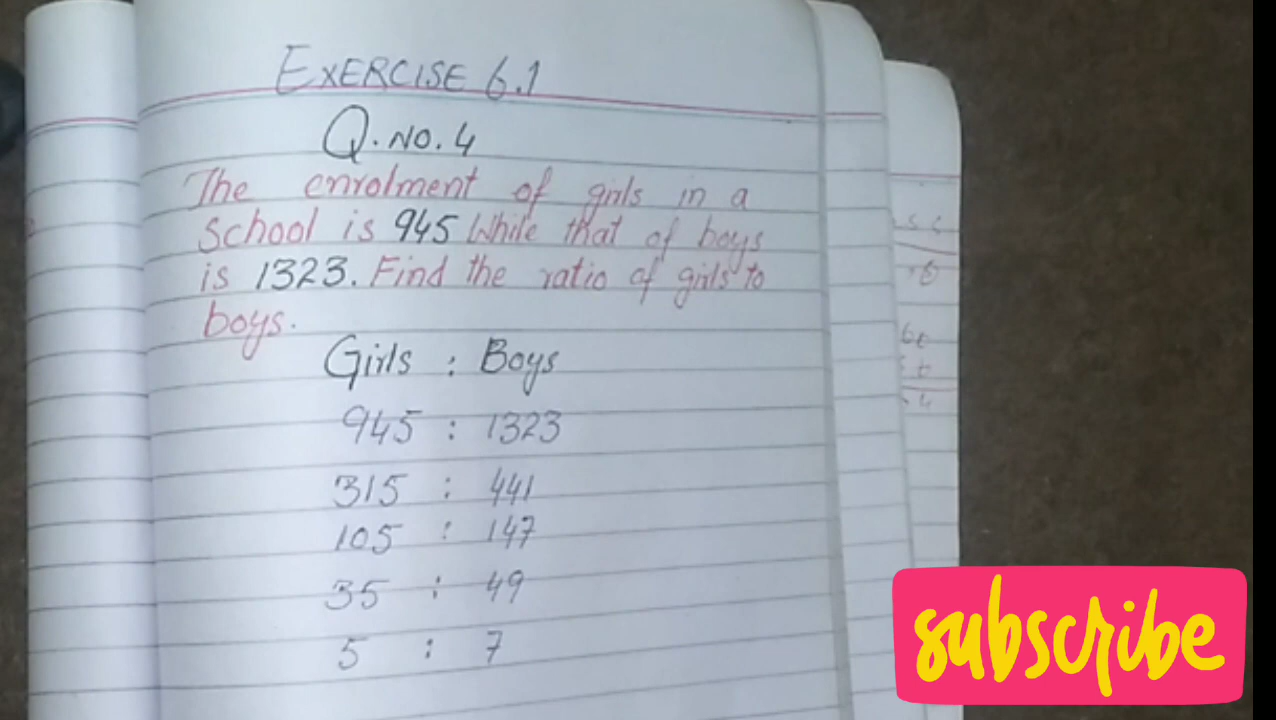 EXERCISE 6.1
Q.NO.4
The enrolment of girls in a
School is 945 While that of boys
is 1323. Find the ratio of girls to
boys.
Girls : Boys
945 : 1323
315 : 441
105 : 147
35 : 49
5 : 7
subscribe